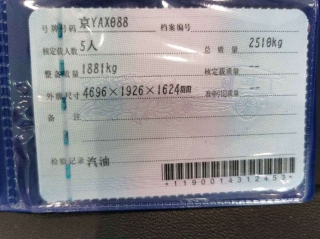 号牌号码 京YAX088 档案编号
核定载人数 5人 总质量 2510kg
整备质量 1881kg 核定载质量 --
外廓尺寸 4696×1926×1624mm 准牵引总质量 --
备注
检验记录 汽油
*1190014312453*